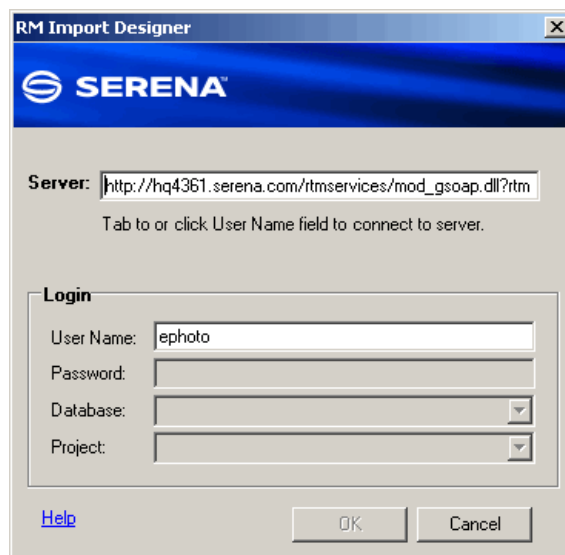 RM Import Designer
SERENA™
Server: http://hq4361.serena.com/rtmservices/mod_gsoap.dll?rtm
Tab to or click User Name field to connect to server.
Login
User Name: ephoto
Password:
Database:
Project:
Help OK Cancel